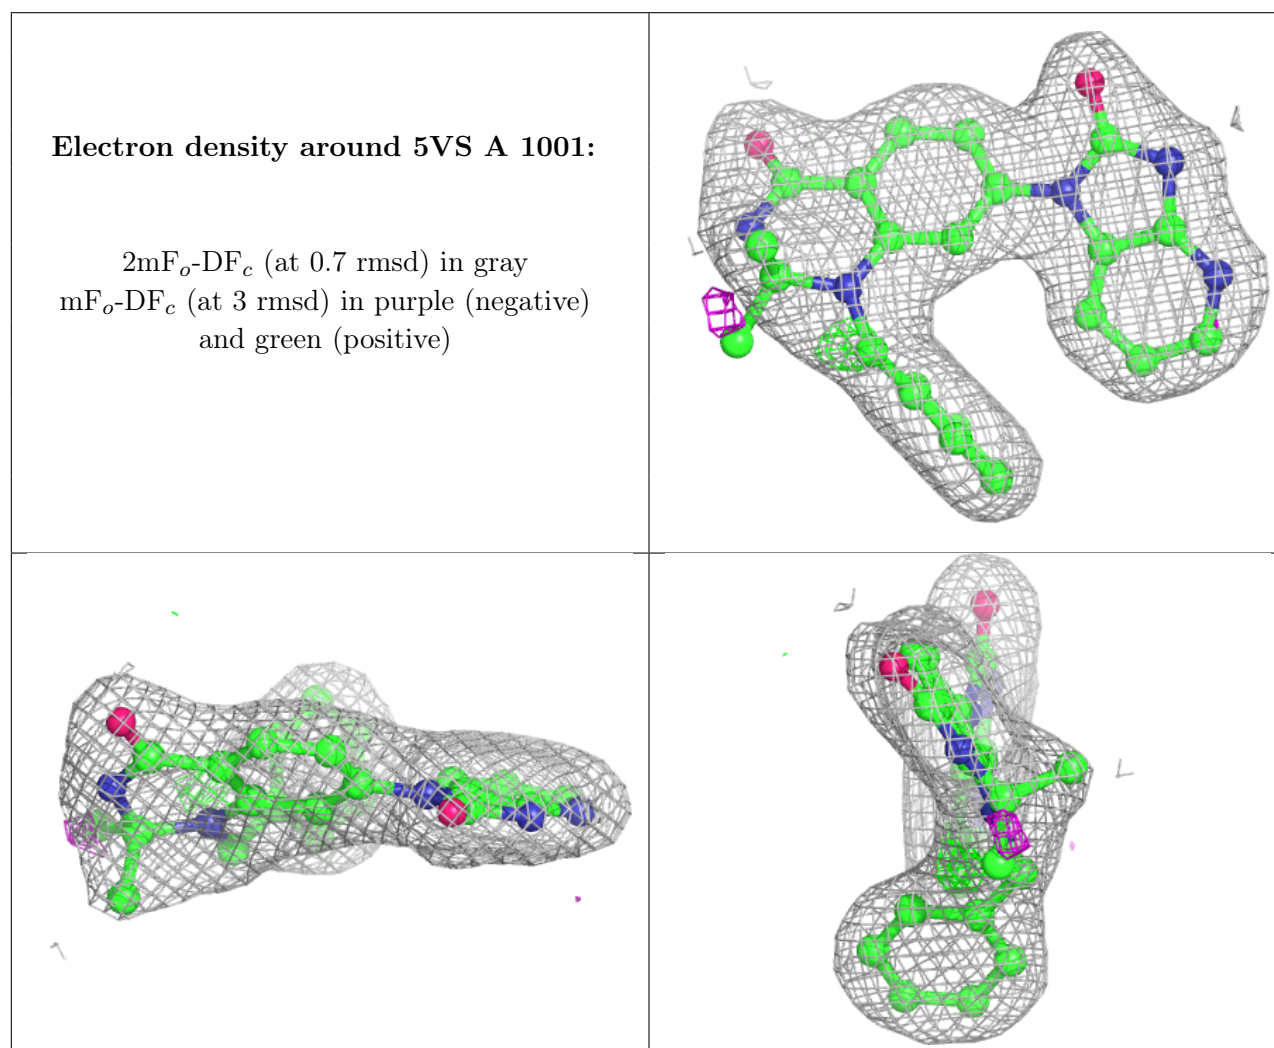 Electron density around 5VS A 1001:
2mFₒ-DF𝒸 (at 0.7 rmsd) in gray
mFₒ-DF𝒸 (at 3 rmsd) in purple (negative)
and green (positive)